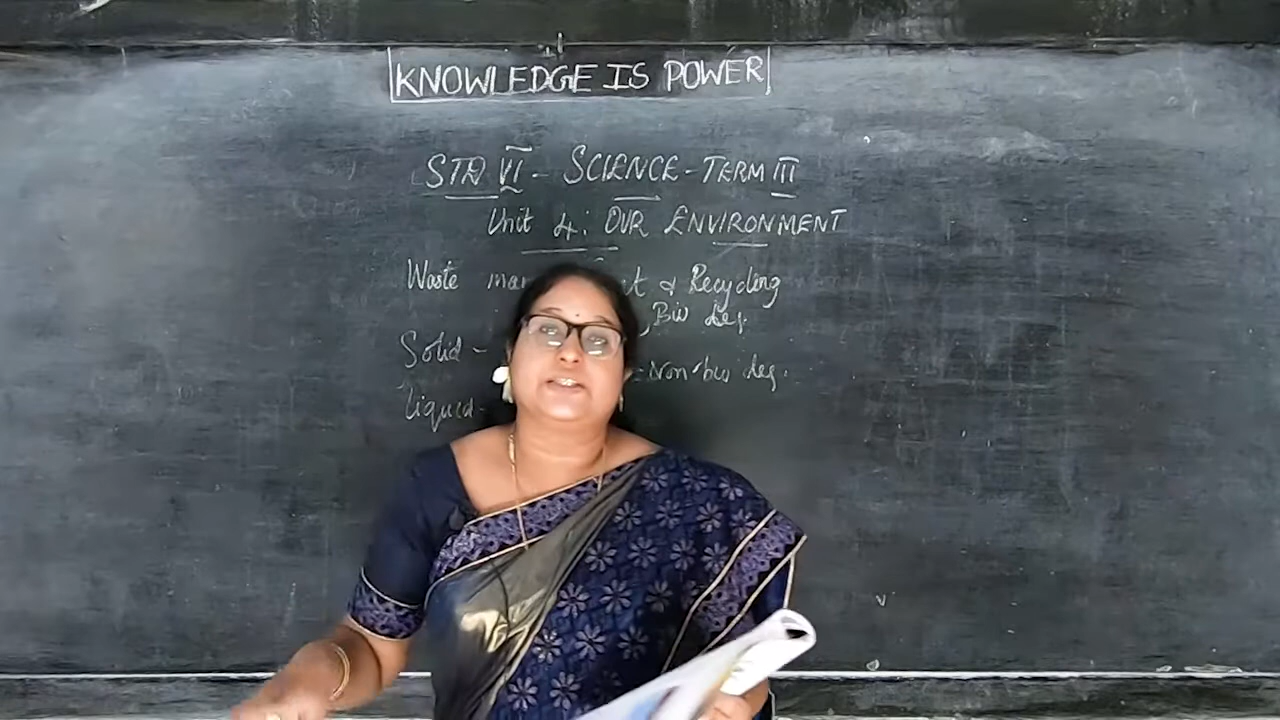 KNOWLEDGE IS POWER
STD VI - SCIENCE - TERM III
Unit 4: OUR ENVIRONMENT
Waste & Recycling
Bio deg.
Solid -
Non-bio deg.
Liquid -